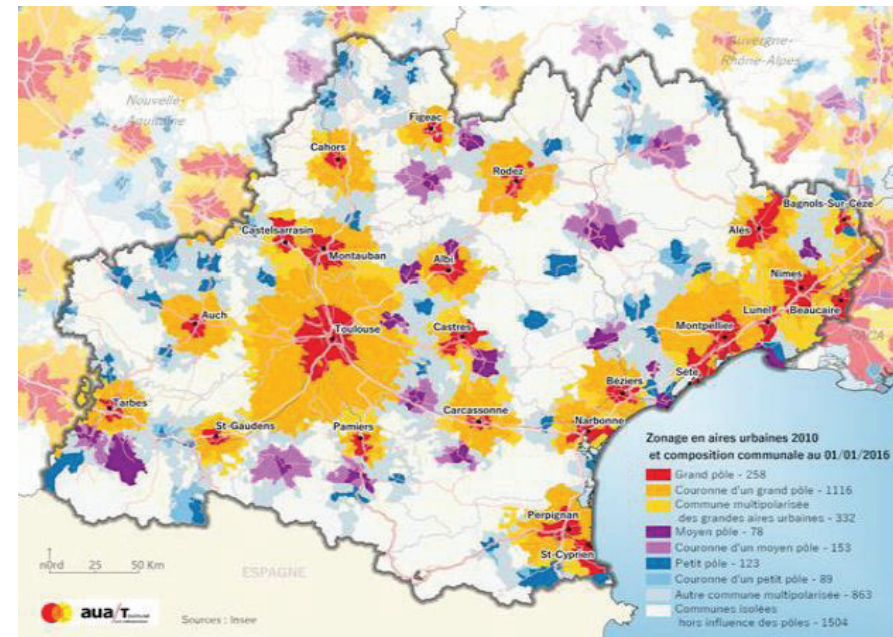 Auvergne-
Rhône-Alpes
Nouvelle-
Aquitaine
Figeac
Cahors
Rodez
Bagnols-Sur-Cèze
Castelsarrasin
Alès
Montauban
Albi
Nîmes
Auch
Lunel
Beaucaire
Toulouse
Castres
Montpellier
PACA
Sète
Béziers
Tarbes
Carcassonne
St-Gaudens
Pamiers
Narbonne
Perpignan
St-Cyprien
ESPAGNE
Zonage en aires urbaines 2010
et composition communale au 01/01/2016
Grand pôle - 258
Couronne d'un grand pôle - 1116
Commune multipolarisée
des grandes aires urbaines - 332
Moyen pôle - 78
Couronne d'un moyen pôle - 153
Petit pôle - 123
Couronne d'un petit pôle - 89
Autre commune multipolarisée - 863
Communes isolées
hors influence des pôles - 1504
nord 25 50 Km
aua/T
Sources : Insee